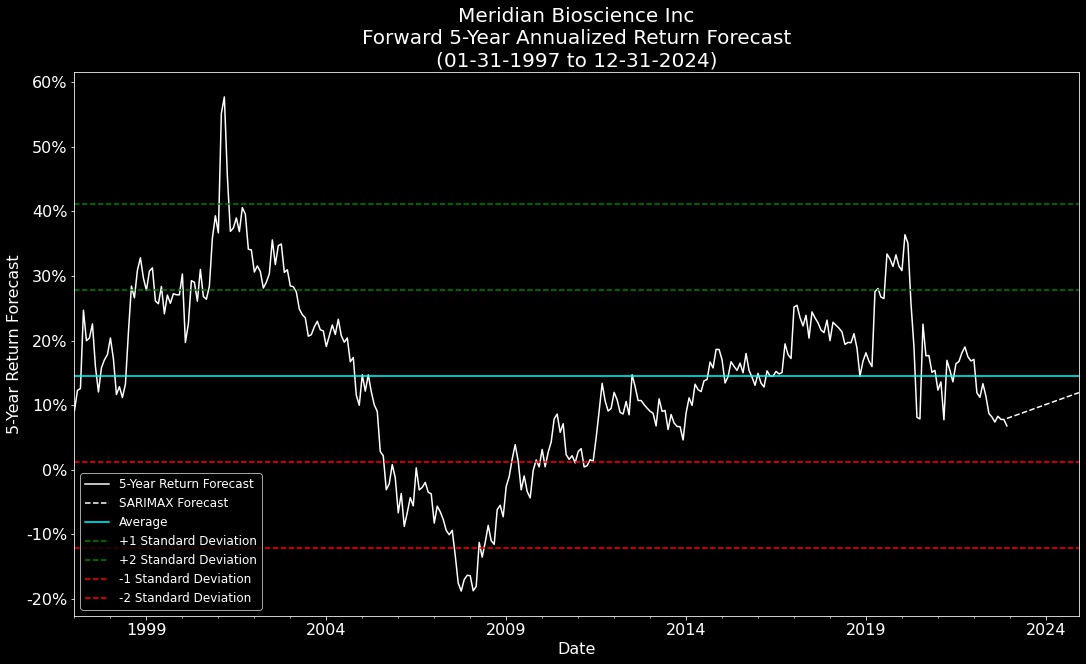 Meridian Bioscience Inc
Forward 5-Year Annualized Return Forecast
(01-31-1997 to 12-31-2024)
5-Year Return Forecast
60%
50%
40%
30%
20%
10%
0%
-10%
-20%
5-Year Return Forecast
SARIMAX Forecast
Average
+1 Standard Deviation
+2 Standard Deviation
-1 Standard Deviation
-2 Standard Deviation
1999 2004 2009 2014 2019 2024
Date